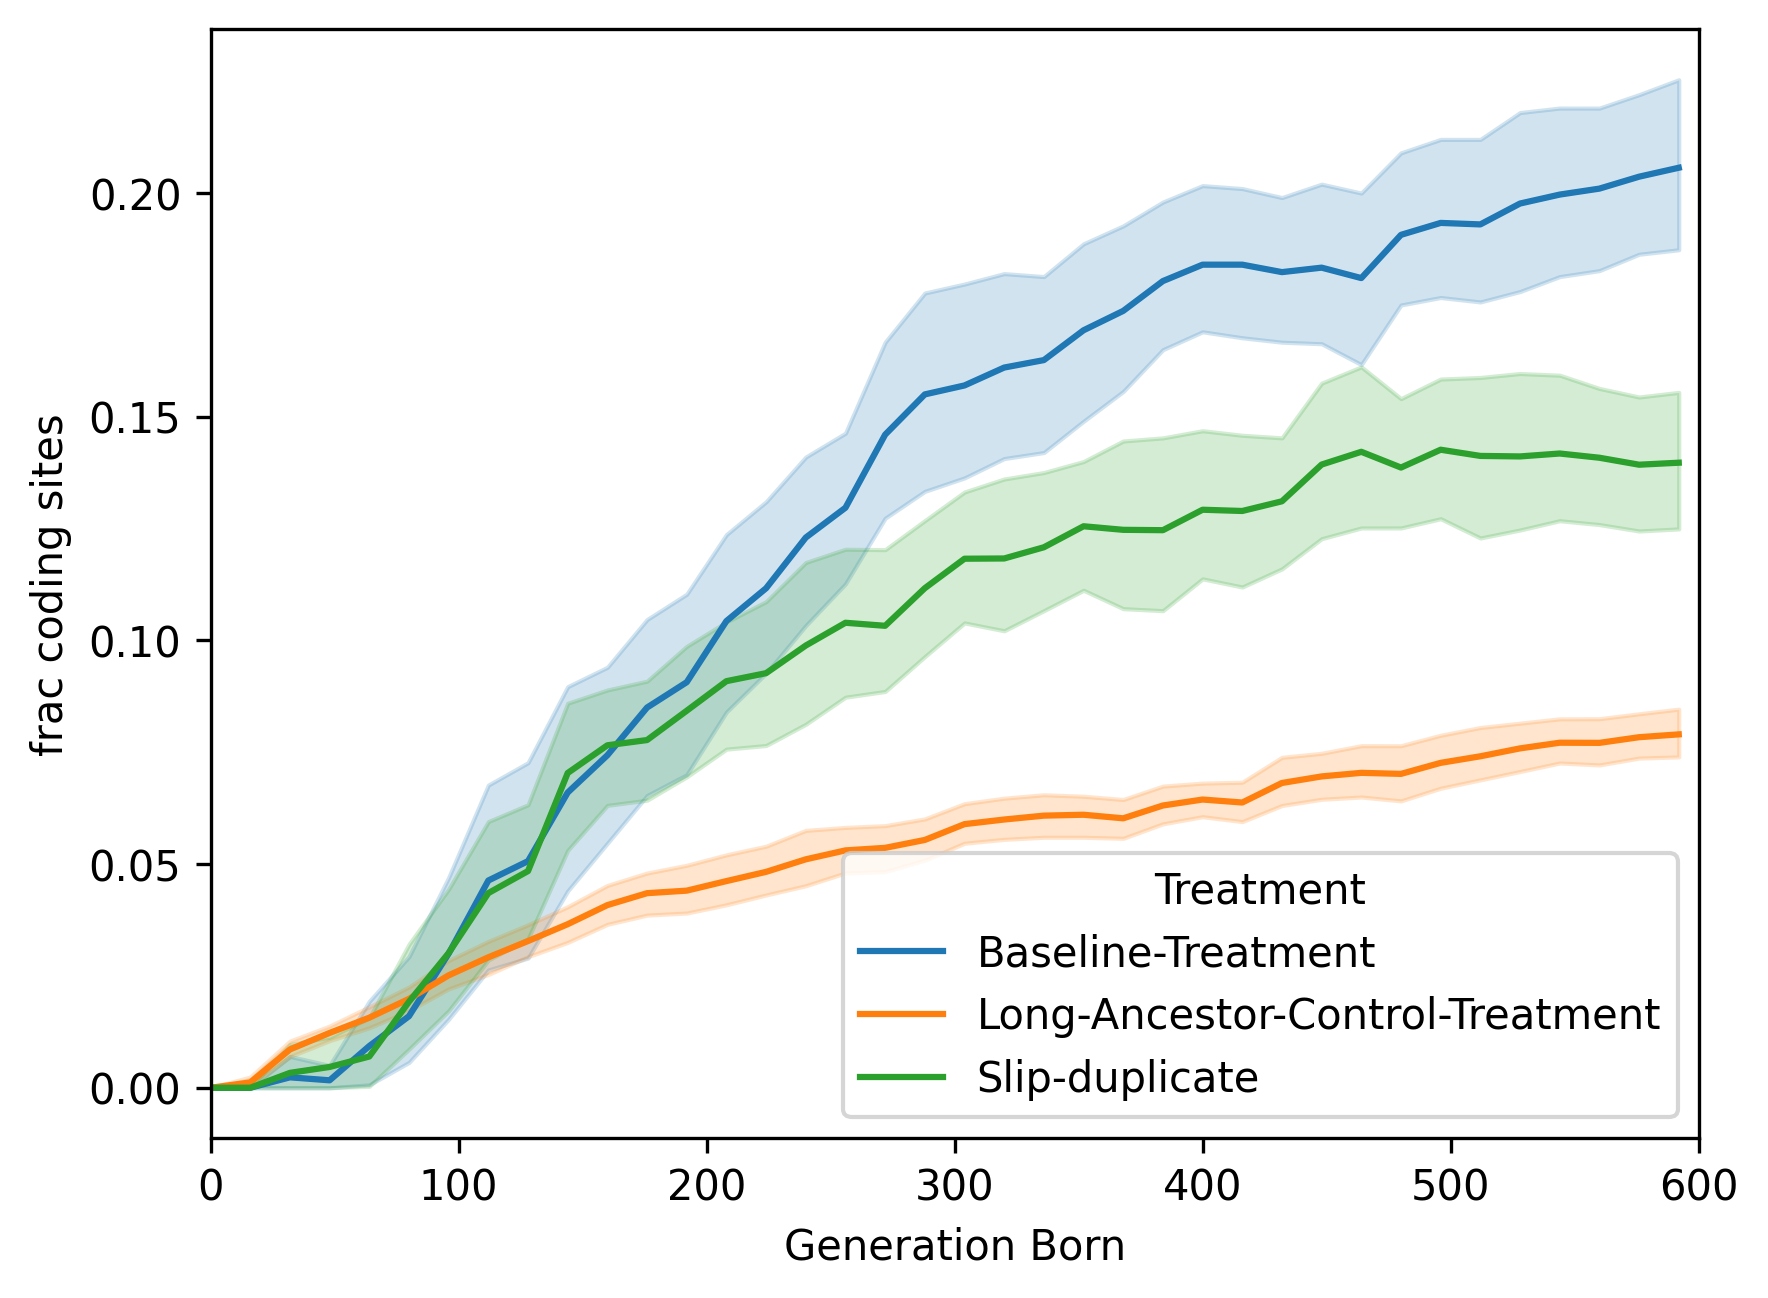 frac coding sites
0.20
0.15
0.10
0.05
0.00
Treatment
Baseline-Treatment
Long-Ancestor-Control-Treatment
Slip-duplicate
0 100 200 300 400 500 600
Generation Born